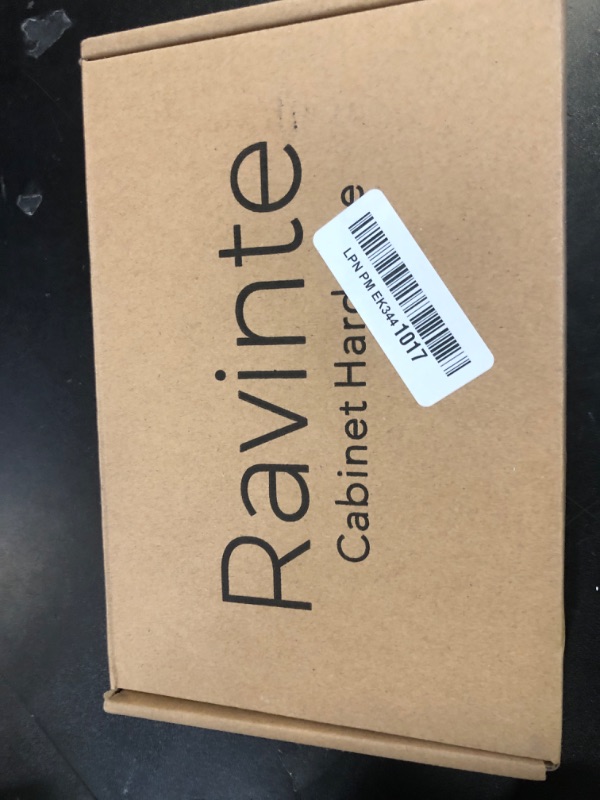 Ravinte
Cabinet Hard e
LPN PM EK3441017